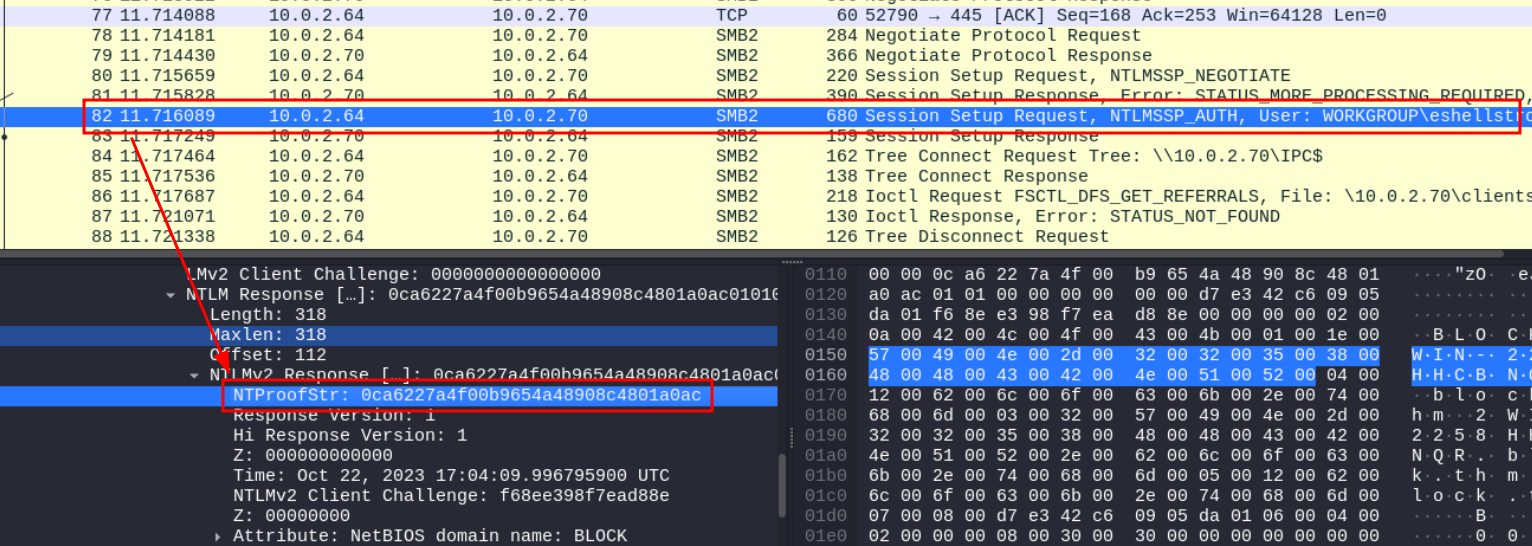 77 11.714088 10.0.2.64 10.0.2.70 TCP 60 52790 → 445 [ACK] Seq=168 Ack=253 Win=64128 Len=0
78 11.714181 10.0.2.64 10.0.2.70 SMB2 284 Negotiate Protocol Request
79 11.714430 10.0.2.70 10.0.2.64 SMB2 366 Negotiate Protocol Response
80 11.715659 10.0.2.64 10.0.2.70 SMB2 220 Session Setup Request, NTLMSSP_NEGOTIATE
81 11.715828 10.0.2.70 10.0.2.64 SMB2 390 Session Setup Response, Error: STATUS_MORE_PROCESSING_REQUIRED,
82 11.716089 10.0.2.64 10.0.2.70 SMB2 680 Session Setup Request, NTLMSSP_AUTH, User: WORKGROUP\eshellstro
83 11.717249 10.0.2.70 10.0.2.64 SMB2 159 Session Setup Response
84 11.717464 10.0.2.64 10.0.2.70 SMB2 162 Tree Connect Request Tree: \\10.0.2.70\IPC$
85 11.717536 10.0.2.70 10.0.2.64 SMB2 138 Tree Connect Response
86 11.717687 10.0.2.64 10.0.2.70 SMB2 218 Ioctl Request FSCTL_DFS_GET_REFERRALS, File: \10.0.2.70\clients
87 11.721071 10.0.2.70 10.0.2.64 SMB2 130 Ioctl Response, Error: STATUS_NOT_FOUND
88 11.721338 10.0.2.64 10.0.2.70 SMB2 126 Tree Disconnect Request
LMv2 Client Challenge: 0000000000000000
NTLM Response […]: 0ca6227a4f00b9654a48908c4801a0ac01010
Length: 318
Maxlen: 318
Offset: 112
NTLMv2 Response […]: 0ca6227a4f00b9654a48908c4801a0ac0
NTProofStr: 0ca6227a4f00b9654a48908c4801a0ac
Response Version: 1
Hi Response Version: 1
Z: 000000000000
Time: Oct 22, 2023 17:04:09.996795900 UTC
NTLMv2 Client Challenge: f68ee398f7ead88e
Z: 00000000
Attribute: NetBIOS domain name: BLOCK
0110 00 00 0c a6 22 7a 4f 00 b9 65 4a 48 90 8c 48 01 ····"zO· ·e
0120 a0 ac 01 01 00 00 00 00 00 00 d7 e3 42 c6 09 05 ········ ···
0130 da 01 f6 8e e3 98 f7 ea d8 8e 00 00 00 00 02 00 ········ ···
0140 0a 00 42 00 4c 00 4f 00 43 00 4b 00 01 00 1e 00 ··B·L·O· C·
0150 57 00 49 00 4e 00 2d 00 32 00 32 00 35 00 38 00 W·I·N·-· 2·2
0160 48 00 48 00 43 00 42 00 4e 00 51 00 52 00 04 00 H·H·C·B· N·
0170 12 00 62 00 6c 00 6f 00 63 00 6b 00 2e 00 74 00 ··b·l·o· c·
0180 68 00 6d 00 03 00 32 00 57 00 49 00 4e 00 2d 00 h·m···2· W·
0190 32 00 32 00 35 00 38 00 48 00 48 00 43 00 42 00 2·2·5·8· H·
01a0 4e 00 51 00 52 00 2e 00 62 00 6c 00 6f 00 63 00 N·Q·R·.· b·l
01b0 6b 00 2e 00 74 00 68 00 6d 00 05 00 12 00 62 00 k·.·t·h· m·
01c0 6c 00 6f 00 63 00 6b 00 2e 00 74 00 68 00 6d 00 l·o·c·k· .·t
01d0 07 00 08 00 d7 e3 42 c6 09 05 da 01 06 00 04 00 ······B· ···
01e0 02 00 00 00 08 00 30 00 30 00 00 00 00 00 00 00 ······0· 0·